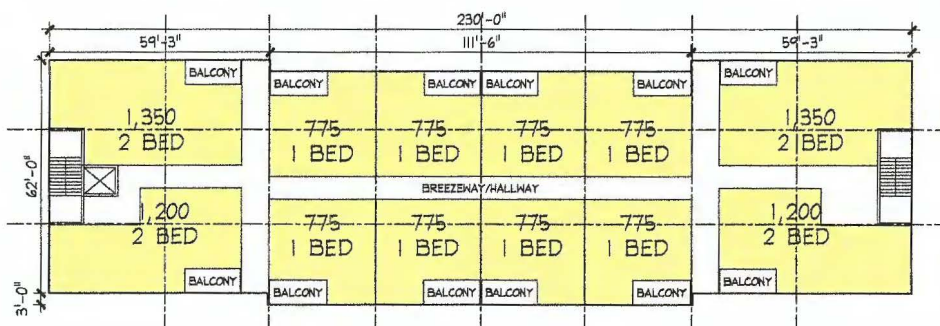 230'-0"
59'-3"
111'-6"
59'-3"
BALCONY
BALCONY
BALCONY
BALCONY
BALCONY
BALCONY
1,350
2 BED
775
1 BED
775
1 BED
775
1 BED
775
1 BED
1,350
2 BED
62'-0"
BREEZEWAY/HALLWAY
1,200
2 BED
775
1 BED
775
1 BED
775
1 BED
775
1 BED
1,200
2 BED
BALCONY
BALCONY
BALCONY
BALCONY
BALCONY
BALCONY
3'-0"